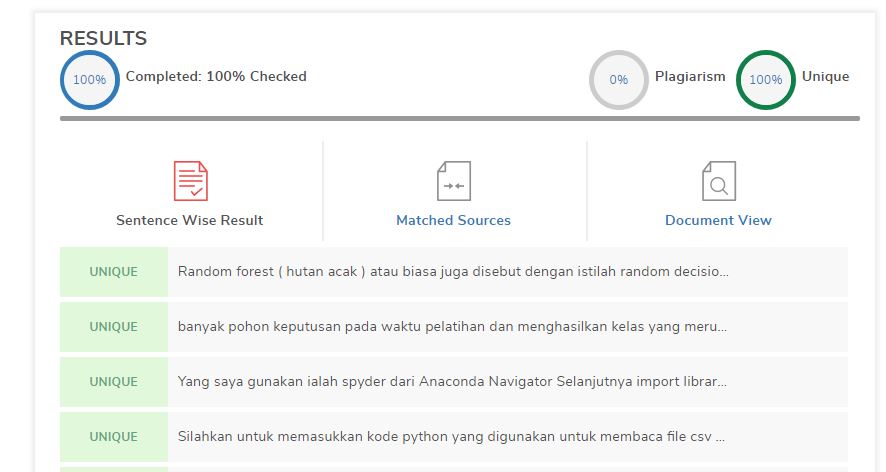 RESULTS
100% Completed: 100% Checked 0% Plagiarism 100% Unique
Sentence Wise Result Matched Sources Document View
UNIQUE Random forest ( hutan acak ) atau biasa juga disebut dengan istilah random decisio...
UNIQUE banyak pohon keputusan pada waktu pelatihan dan menghasilkan kelas yang meru...
UNIQUE Yang saya gunakan ialah spyder dari Anaconda Navigator Selanjutnya import librar...
UNIQUE Silahkan untuk memasukkan kode python yang digunakan untuk membaca file csv ...